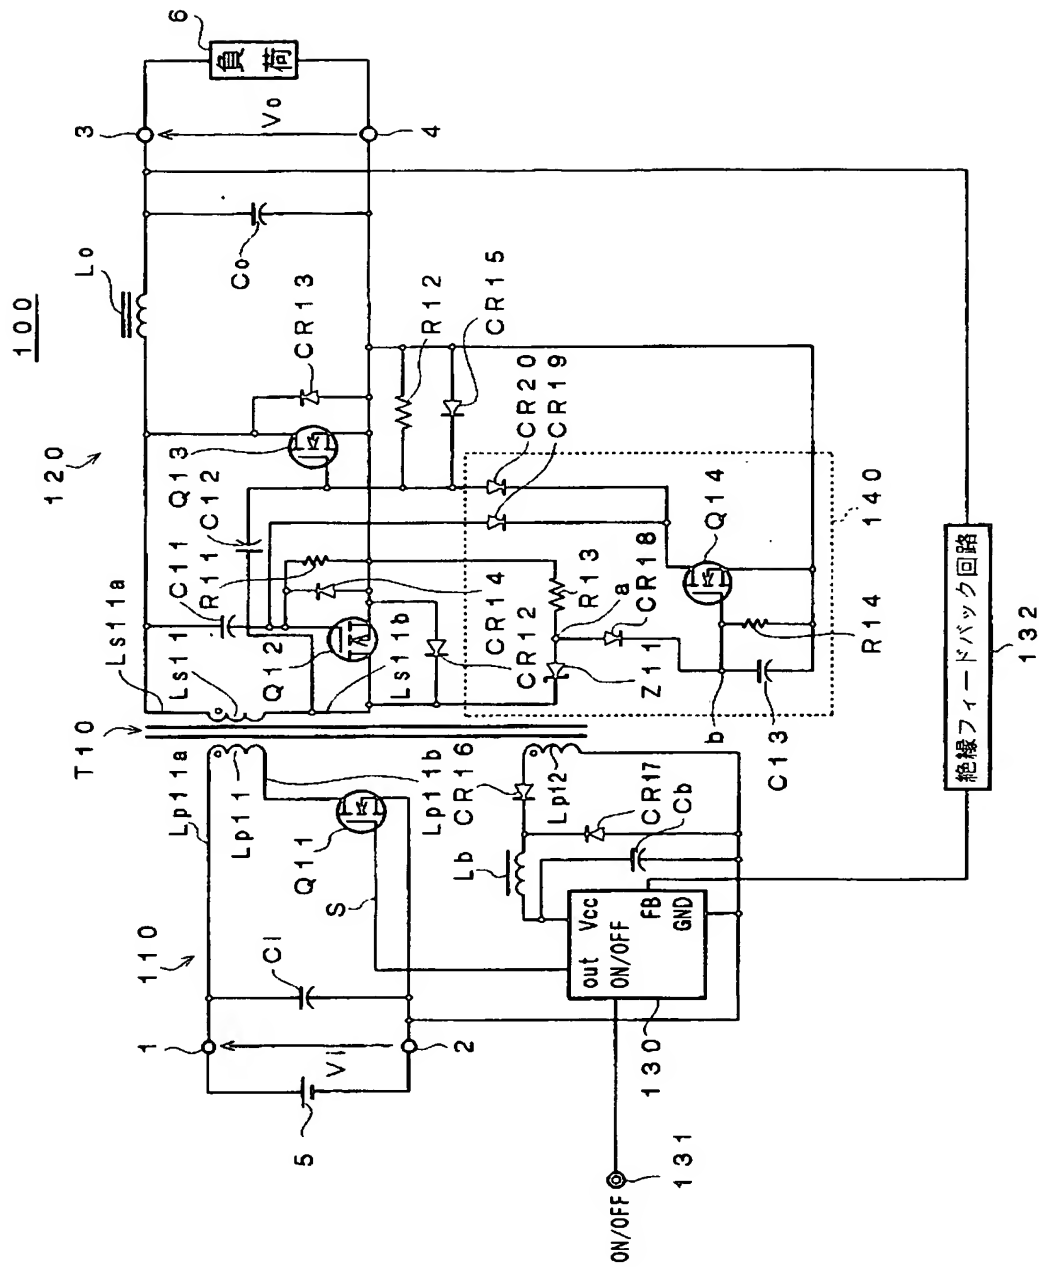 100
110
120
T10
1
2
3
4
5
6
負荷
Vi
Vo
Ci
Co
Lo
Lp11a
Lp11
Lp11b
Q11
S
Ls11a
Ls11
Ls11b
C11
R11
C12
Q12
Q13
CR13
CR14
CR12
R12
CR15
CR20
CR19
Z11
a
R13
CR18
Q14
R14
b
C13
140
CR16
Lp12
CR17
Lb
Cb
out
Vcc
ON/OFF
FB
GND
130
131
ON/OFF
絶縁フィードバック回路
132